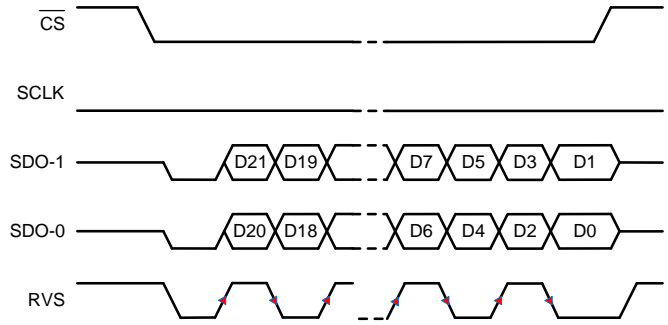 CS
SCLK
SDO-1 D21 D19 D7 D5 D3 D1
SDO-0 D20 D18 D6 D4 D2 D0
RVS